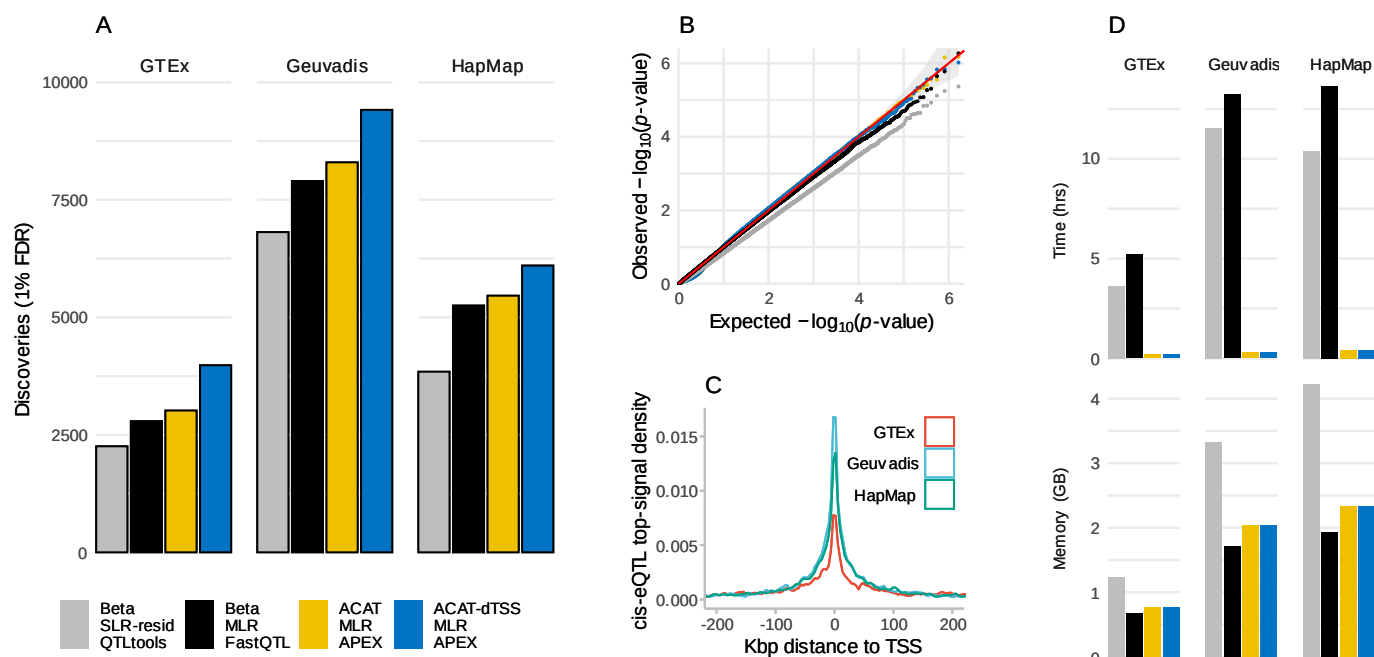 A
GTEx
Geuvadis
HapMap
10000
7500
5000
2500
0
Discoveries (1% FDR)
Beta
SLR-resid
QTLtools
Beta
MLR
FastQTL
ACAT
MLR
APEX
ACAT-dTSS
MLR
APEX
B
Observed −log10(p-value)
6
4
2
0
0
2
4
6
Expected −log10(p-value)
C
cis-eQTL top-signal density
0.015
0.010
0.005
0.000
GTEx
Geuvadis
HapMap
-200
-100
0
100
200
Kbp distance to TSS
D
GTEx
Geuvadis
HapMap
Time (hrs)
10
5
0
Memory (GB)
4
3
2
1
0